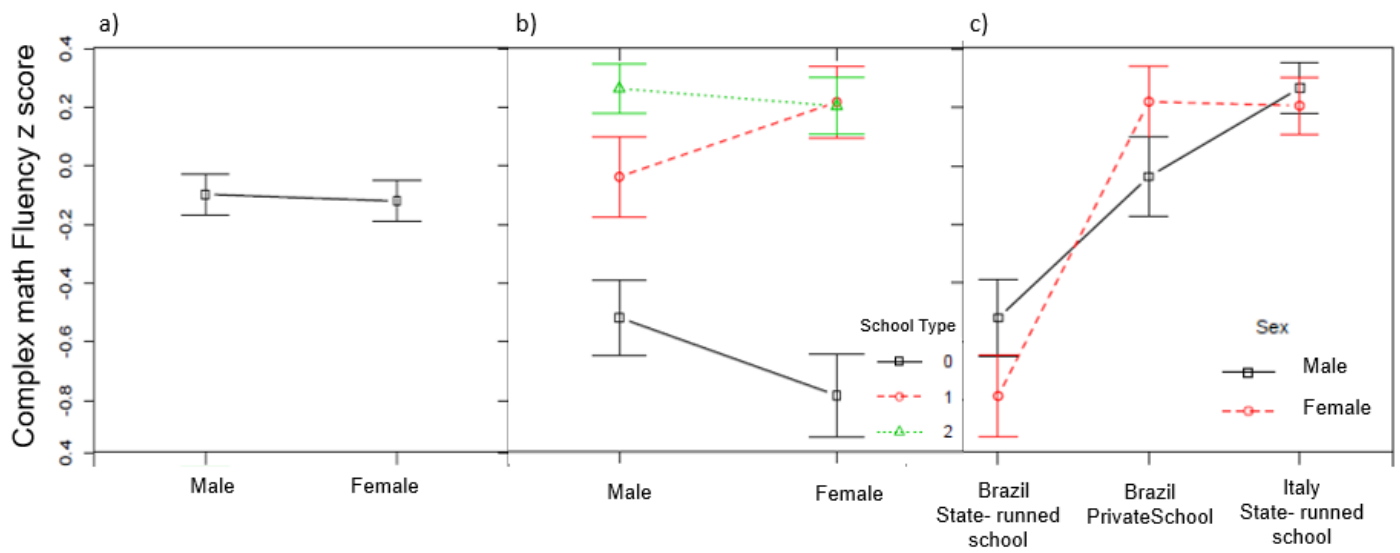 a)
b)
c)
Complex math Fluency z score
0.4
0.2
0.0
-0.2
-0.4
-0.6
-0.8
0.4
Male
Female
Male
Female
School Type
0
1
2
Sex
Male
Female
Brazil
State- runned
school
Brazil
PrivateSchool
Italy
State- runned
school